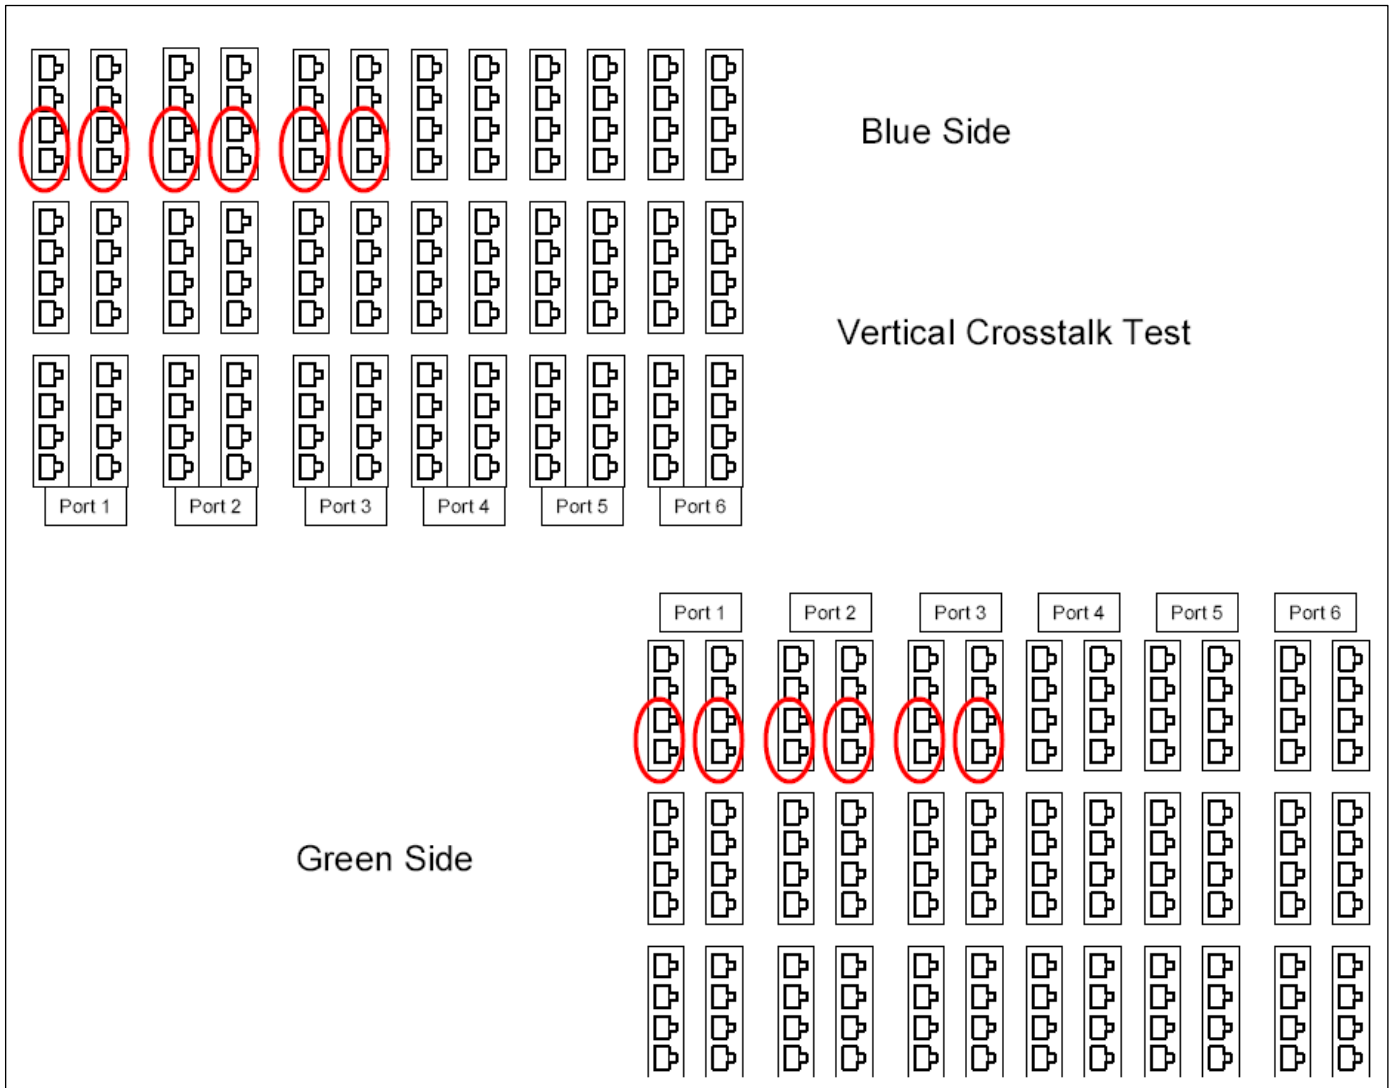 Blue Side
Vertical Crosstalk Test
Port 1
Port 2
Port 3
Port 4
Port 5
Port 6
Port 1
Port 2
Port 3
Port 4
Port 5
Port 6
Green Side